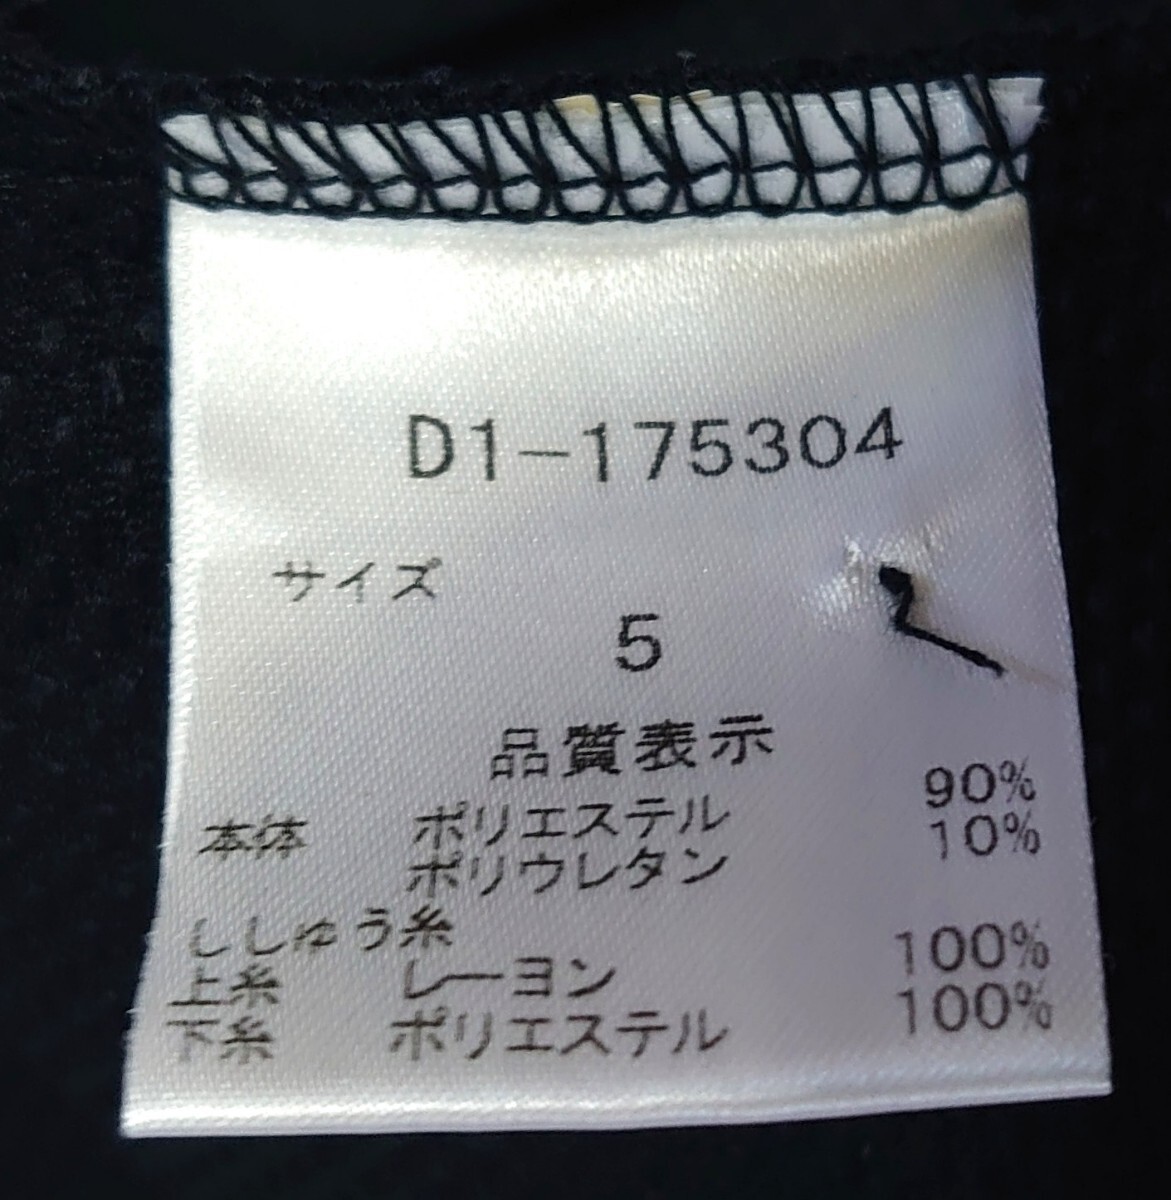 D1-175304
サイズ
5
品質表示
本体 ポリエステル 90%
ポリウレタン 10%
ししゅう糸
上糸 レーヨン 100%
下糸 ポリエステル 100%